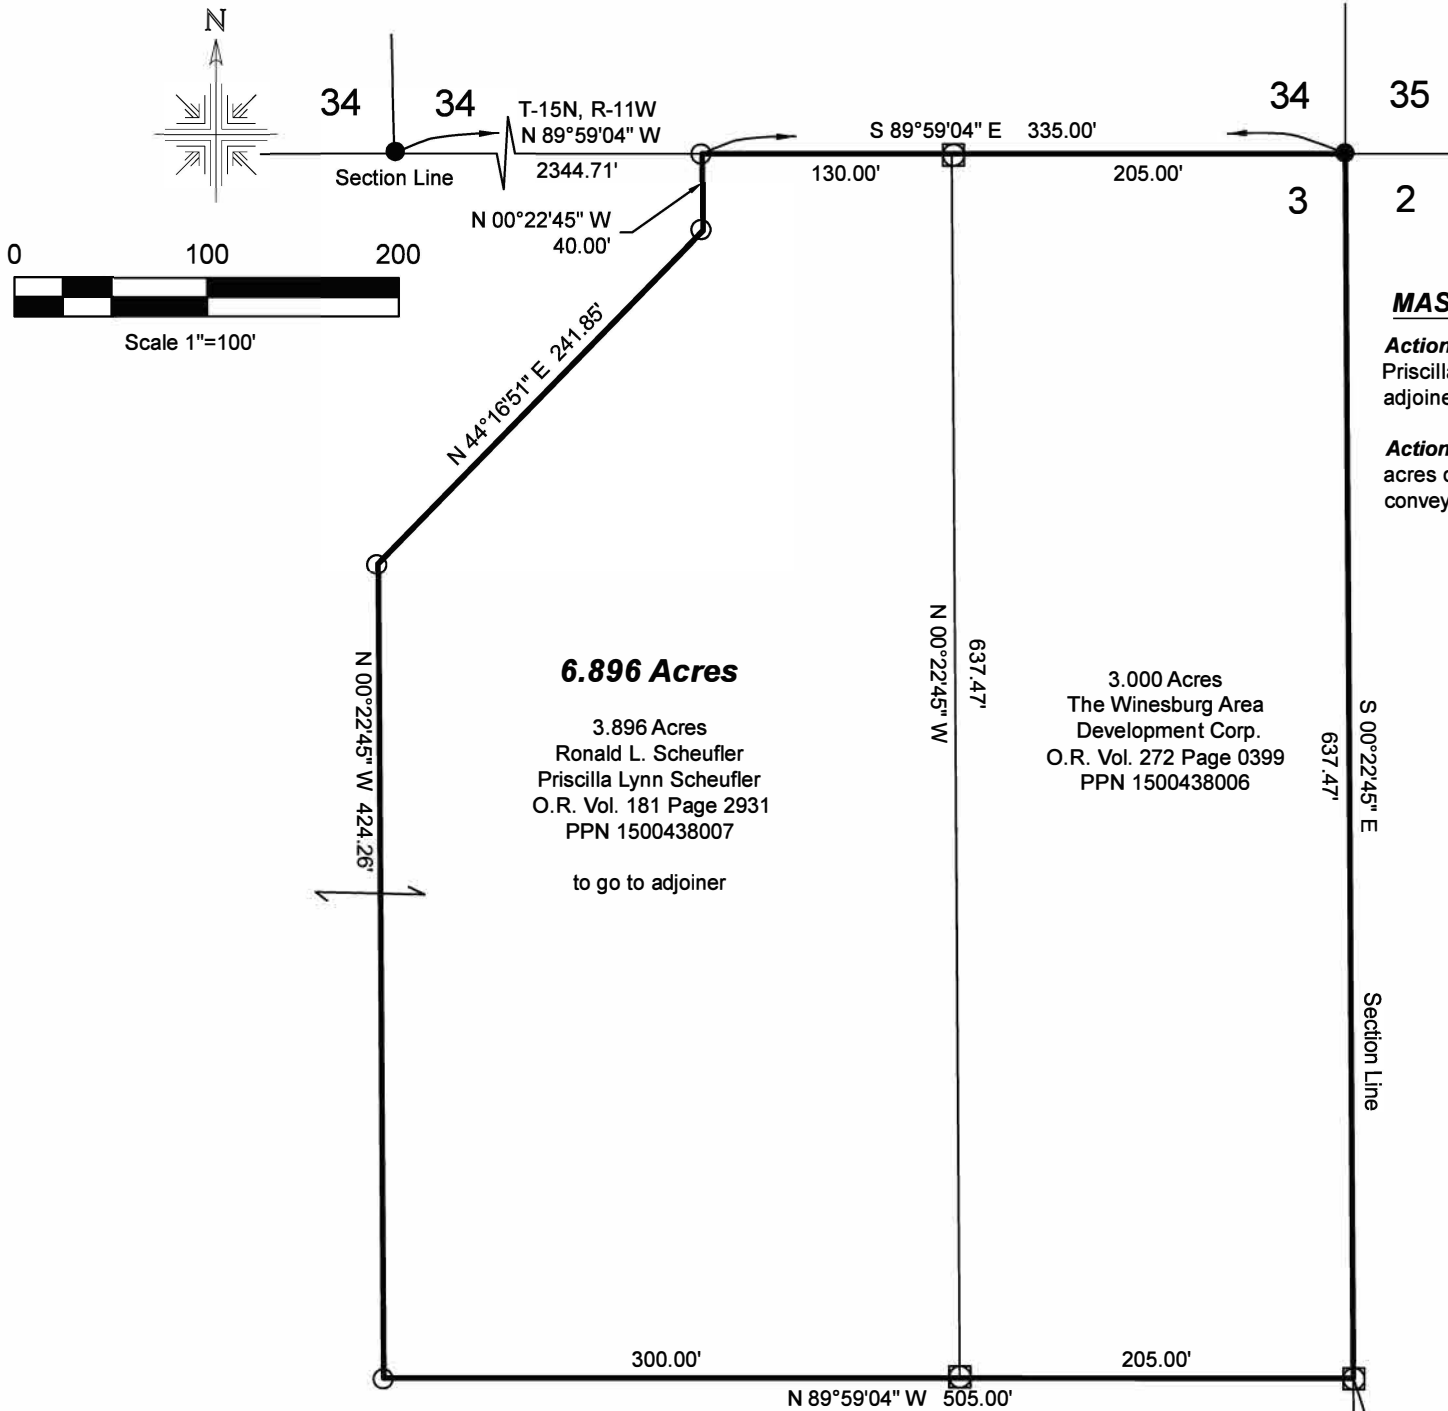 N
34
34
34
35
T-15N, R-11W
N 89°59'04" W
2344.71'
Section Line
S 89°59'04" E 335.00'
130.00'
205.00'
3
2
N 00°22'45" W
40.00'
0 100 200
Scale 1"=100'
N 44°16'51" E 241.85'
MAS
Action
Priscilla
adjoine
Action
acres o
convey
N 00°22'45" W 424.26'
6.896 Acres
3.896 Acres
Ronald L. Scheufler
Priscilla Lynn Scheufler
O.R. Vol. 181 Page 2931
PPN 1500438007
to go to adjoiner
N 00°22'45" W
637.47'
3.000 Acres
The Winesburg Area
Development Corp.
O.R. Vol. 272 Page 0399
PPN 1500438006
S 00°22'45" E
637.47'
Section Line
300.00'
205.00'
N 89°59'04" W 505.00'